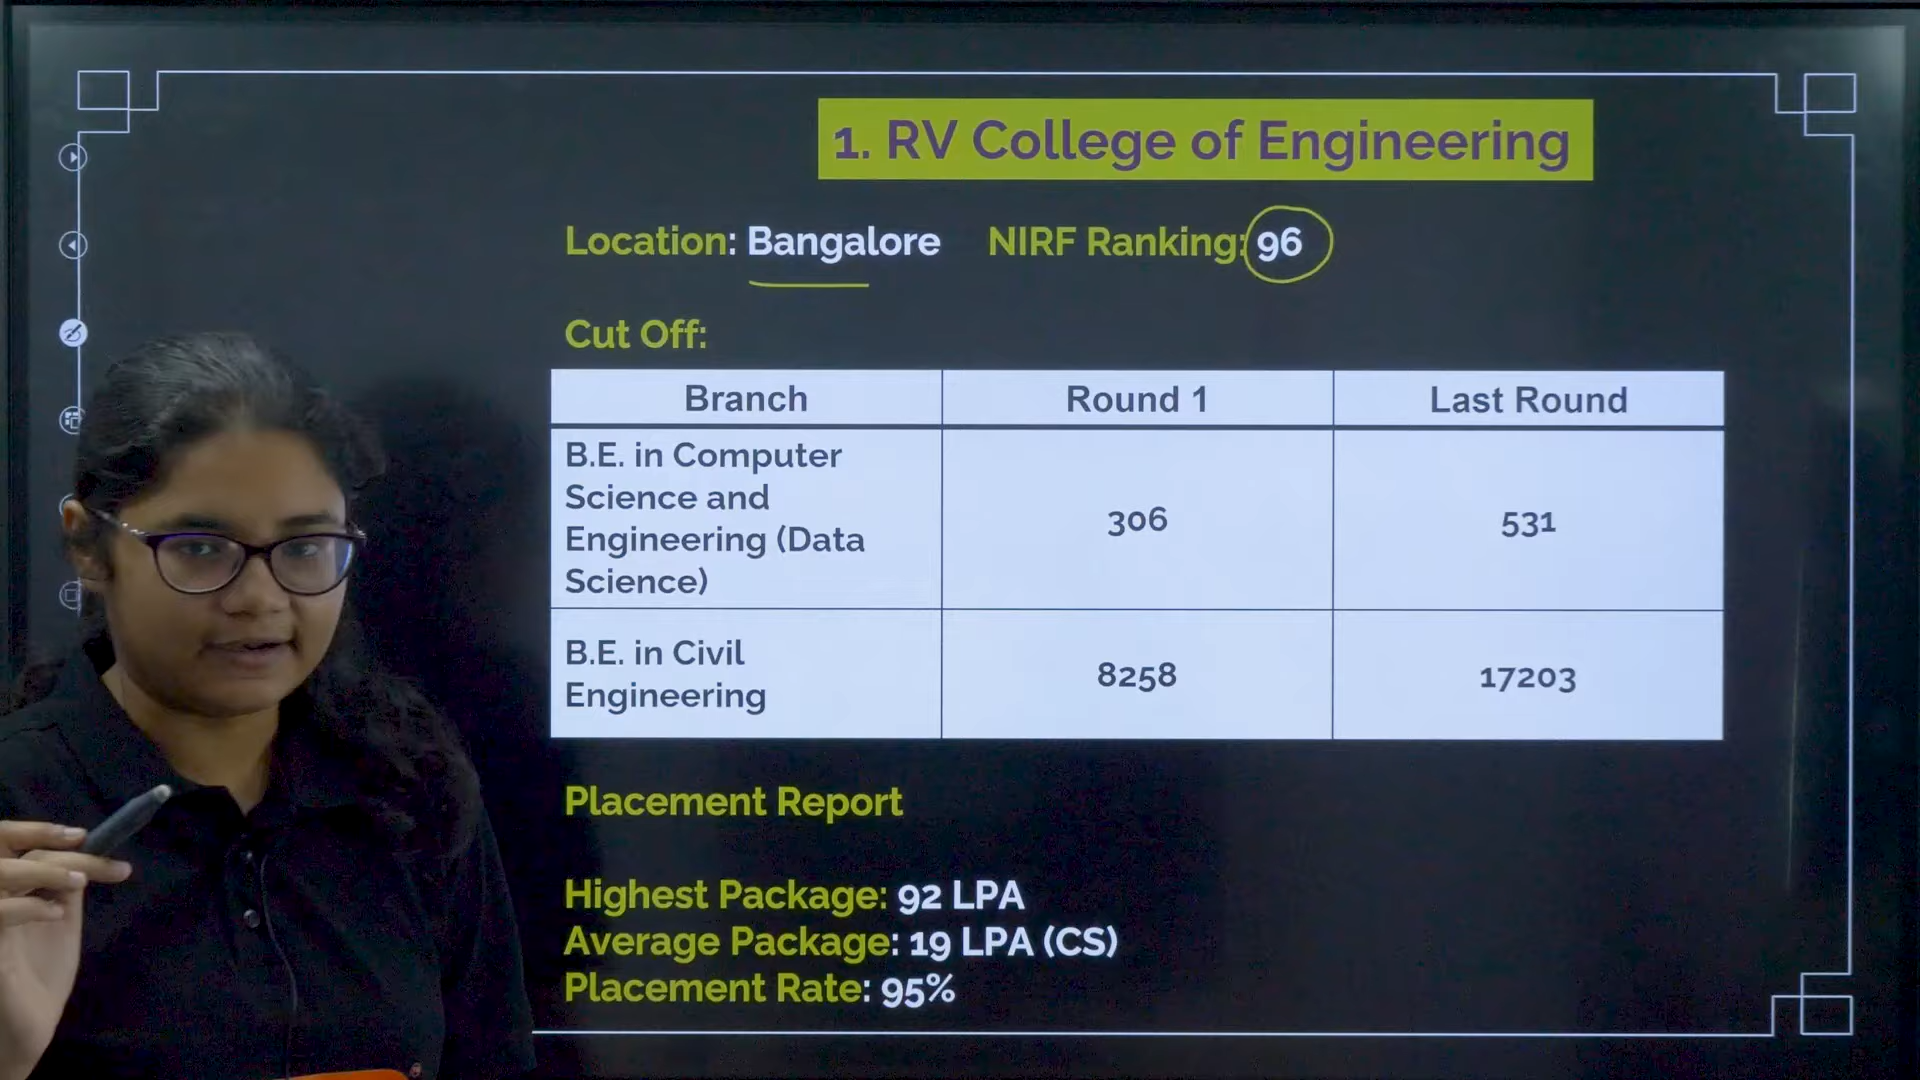 1. RV College of Engineering
Location: Bangalore NIRF Ranking: 96
Cut Off:
Branch Round 1 Last Round
B.E. in Computer
Science and
Engineering (Data
Science) 306 531
B.E. in Civil
Engineering 8258 17203
Placement Report
Highest Package: 92 LPA
Average Package: 19 LPA (CS)
Placement Rate: 95%